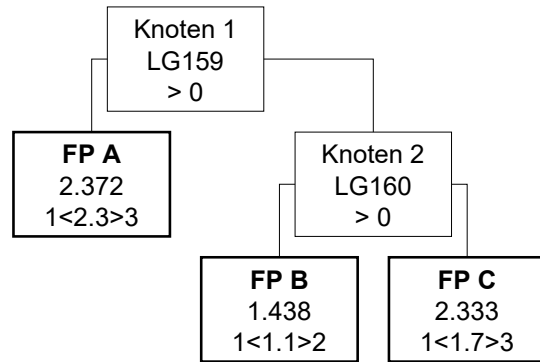 Knoten 1
LG159
> 0
FP A
2.372
1<2.3>3
Knoten 2
LG160
> 0
FP B
1.438
1<1.1>2
FP C
2.333
1<1.7>3